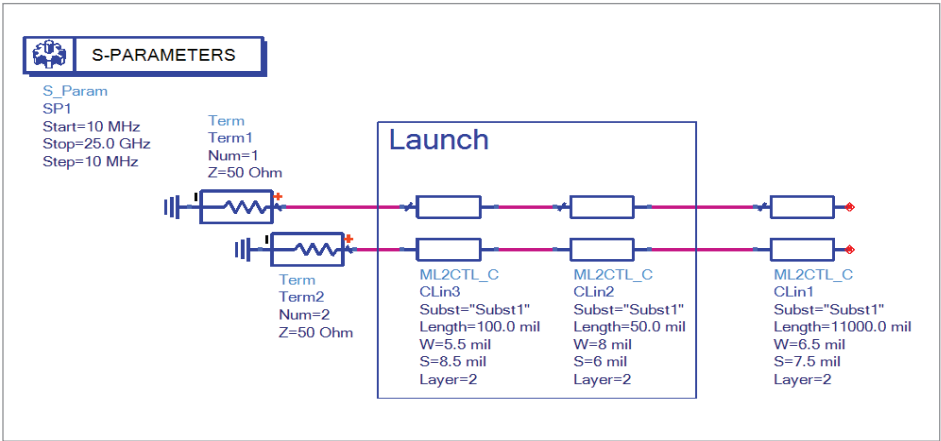 S-PARAMETERS
S_Param
SP1
Start=10 MHz
Stop=25.0 GHz
Step=10 MHz
Term
Term1
Num=1
Z=50 Ohm
Launch
Term
Term2
Num=2
Z=50 Ohm
ML2CTL_C
CLin3
Subst="Subst1"
Length=100.0 mil
W=5.5 mil
S=8.5 mil
Layer=2
ML2CTL_C
CLin2
Subst="Subst1"
Length=50.0 mil
W=8 mil
S=6 mil
Layer=2
ML2CTL_C
CLin1
Subst="Subst1"
Length=11000.0 mil
W=6.5 mil
S=7.5 mil
Layer=2